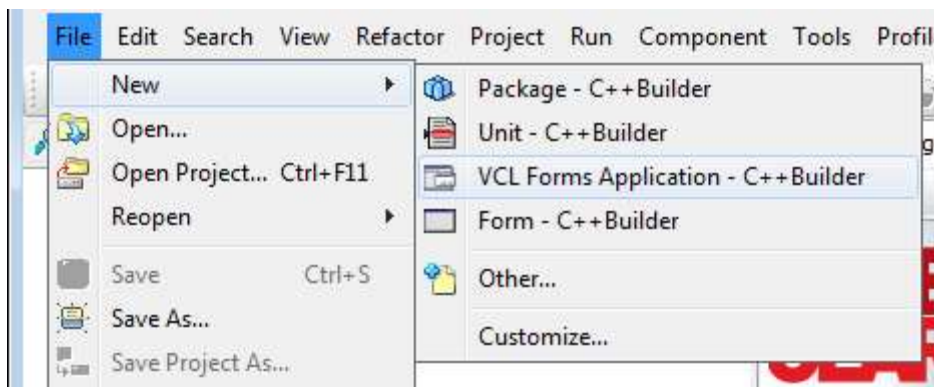 File Edit Search View Refactor Project Run Component Tools Profil
New
Open...
Open Project... Ctrl+F11
Reopen
Save Ctrl+S
Save As...
Save Project As...
Package - C++Builder
Unit - C++Builder
VCL Forms Application - C++Builder
Form - C++Builder
Other...
Customize...